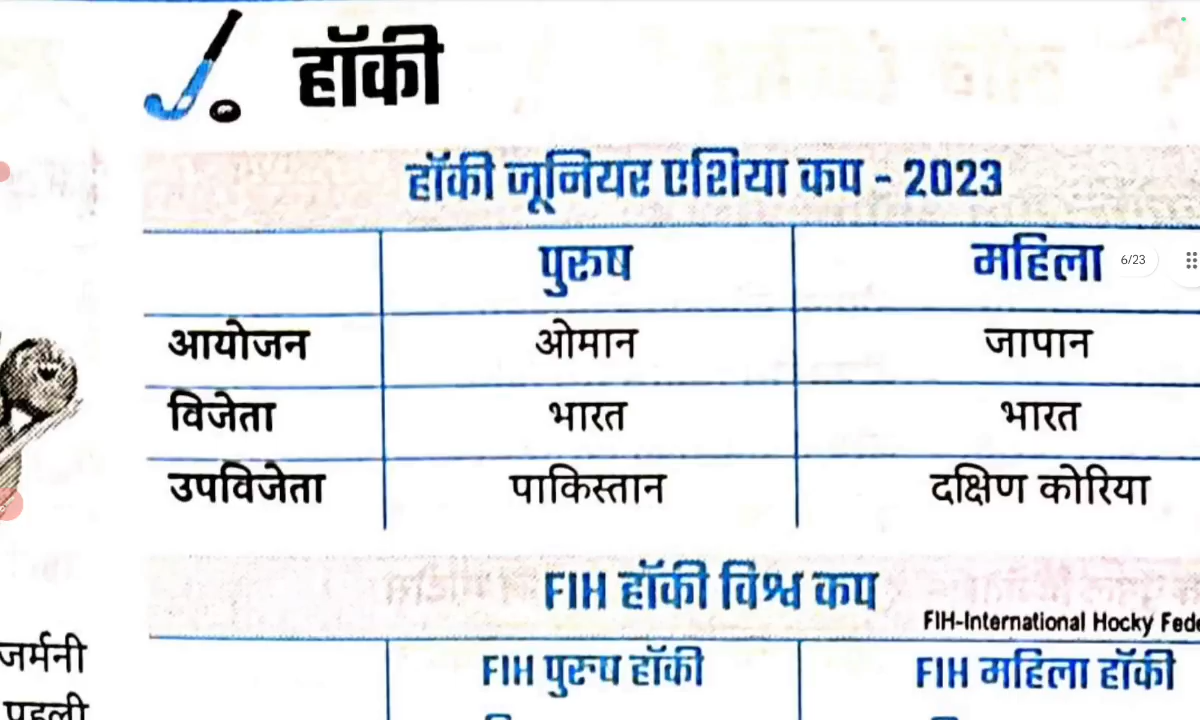 हॉकी
हॉकी जूनियर एशिया कप - 2023
पुरुष महिला
6/23
आयोजन ओमान जापान
विजेता भारत भारत
उपविजेता पाकिस्तान दक्षिण कोरिया
FIH हॉकी विश्व कप
FIH-International Hocky Fede
जर्मनी
FIH पुरुष हॉकी FIH महिला हॉकी
पहली